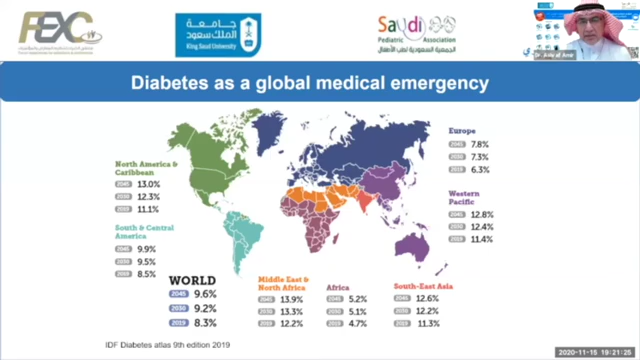 FEXC
جامعة
الملك سعود
King Saud University
Saudi
Pediatric Association
الجمعية السعودية لطب الأطفال
Diabetes as a global medical emergency
North America &
Caribbean
2045 13.0%
2030 12.3%
2019 11.1%
South & Central
America
2045 9.9%
2030 9.5%
2019 8.5%
WORLD
2045 9.6%
2030 9.2%
2019 8.3%
Middle East &
North Africa
2045 13.9%
2030 13.3%
2019 12.2%
Africa
2045 5.2%
2030 5.1%
2019 4.7%
South-East Asia
2045 12.6%
2030 12.2%
2019 11.3%
Europe
2045 7.8%
2030 7.3%
2019 6.3%
Western
Pacific
2045 12.8%
2030 12.4%
2019 11.4%
IDF Diabetes atlas 9th edition 2019
2020-11-15 19:21:25